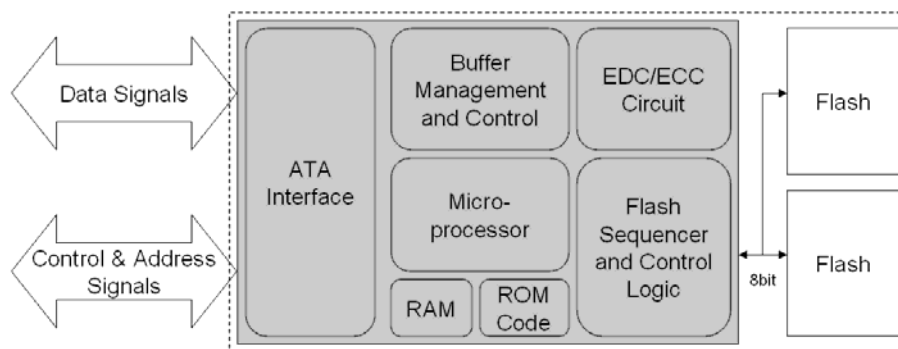 Data Signals
Control & Address
Signals
ATA
Interface
Buffer
Management
and Control
EDC/ECC
Circuit
Micro-
processor
Flash
Sequencer
and Control
Logic
RAM
ROM
Code
8bit
Flash
Flash